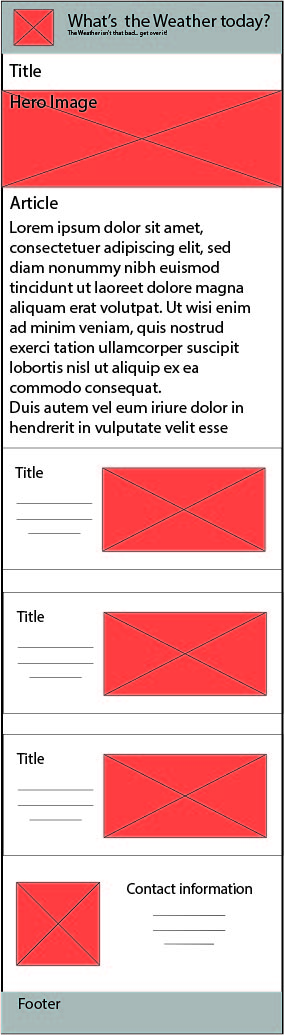 What's the Weather today?
The Weather isn't that bad... get over it!
Title
Hero Image
Article
Lorem ipsum dolor sit amet,
consectetuer adipiscing elit, sed
diam nonummy nibh euismod
tincidunt ut laoreet dolore magna
aliquam erat volutpat. Ut wisi enim
ad minim veniam, quis nostrud
exerci tation ullamcorper suscipit
lobortis nisl ut aliquip ex ea
commodo consequat.
Duis autem vel eum iriure dolor in
hendrerit in vulputate velit esse
Title
Title
Title
Contact information
Footer